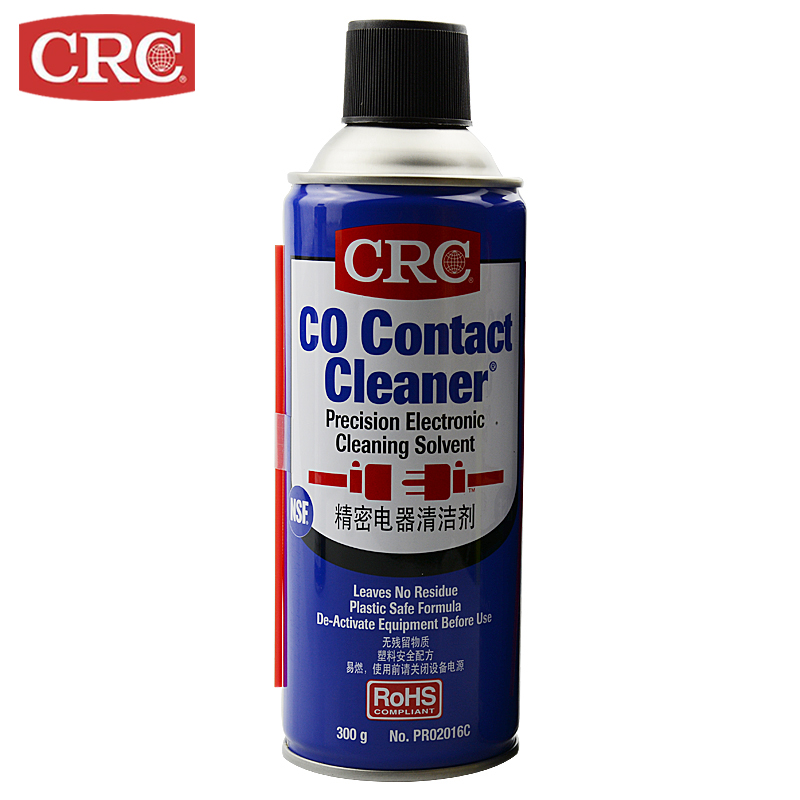 CRC®
CRC®
CO Contact
Cleaner®
Precision Electronic
Cleaning Solvent
™
NSF.
精密电器清洁剂
Leaves No Residue
Plastic Safe Formula
De-Activate Equipment Before Use
无残留物质
塑料安全配方
易燃，使用前请关闭设备电源
RoHS
COMPLIANT
300 g No. PR02016C